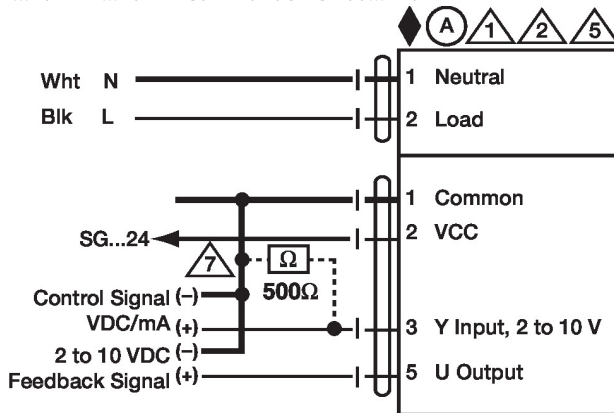 A 1 2 5
Wht N 1 Neutral
Blk L 2 Load
1 Common
SG...24 2 VCC
7 Ω
500Ω
Control Signal (-)
VDC/mA (+) 3 Y Input, 2 to 10 V
2 to 10 VDC (-)
Feedback Signal (+) 5 U Output